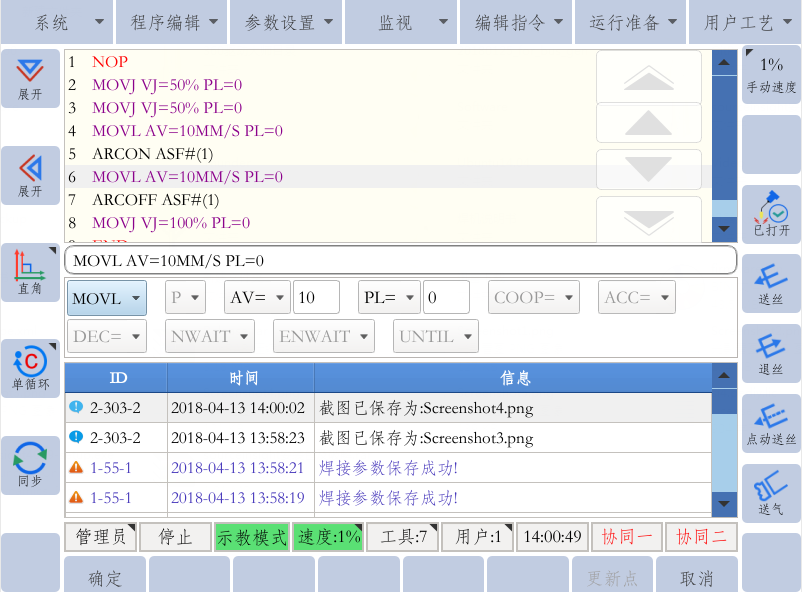 系统 程序编辑 参数设置 监视 编辑指令 运行准备 用户工艺
展开
展开
直角
单循环
同步
1 NOP
2 MOVJ VJ=50% PL=0
3 MOVJ VJ=50% PL=0
4 MOVL AV=10MM/S PL=0
5 ARCON ASF#(1)
6 MOVL AV=10MM/S PL=0
7 ARCOFF ASF#(1)
8 MOVJ VJ=100% PL=0
MOVL AV=10MM/S PL=0
MOVL P AV= 10 PL= 0 COOP= ACC=
DEC= NWAIT ENWAIT UNTIL
ID 时间 信息
2-303-2 2018-04-13 14:00:02 截图已保存为:Screenshot4.png
2-303-2 2018-04-13 13:58:23 截图已保存为:Screenshot3.png
1-55-1 2018-04-13 13:58:21 焊接参数保存成功!
1-55-1 2018-04-13 13:58:19 焊接参数保存成功!
管理员 停止 示教模式 速度:1% 工具:7 用户:1 14:00:49 协同一 协同二
确定 更新点 取消
1%
手动速度
已打开
送丝
退丝
点动送丝
送气